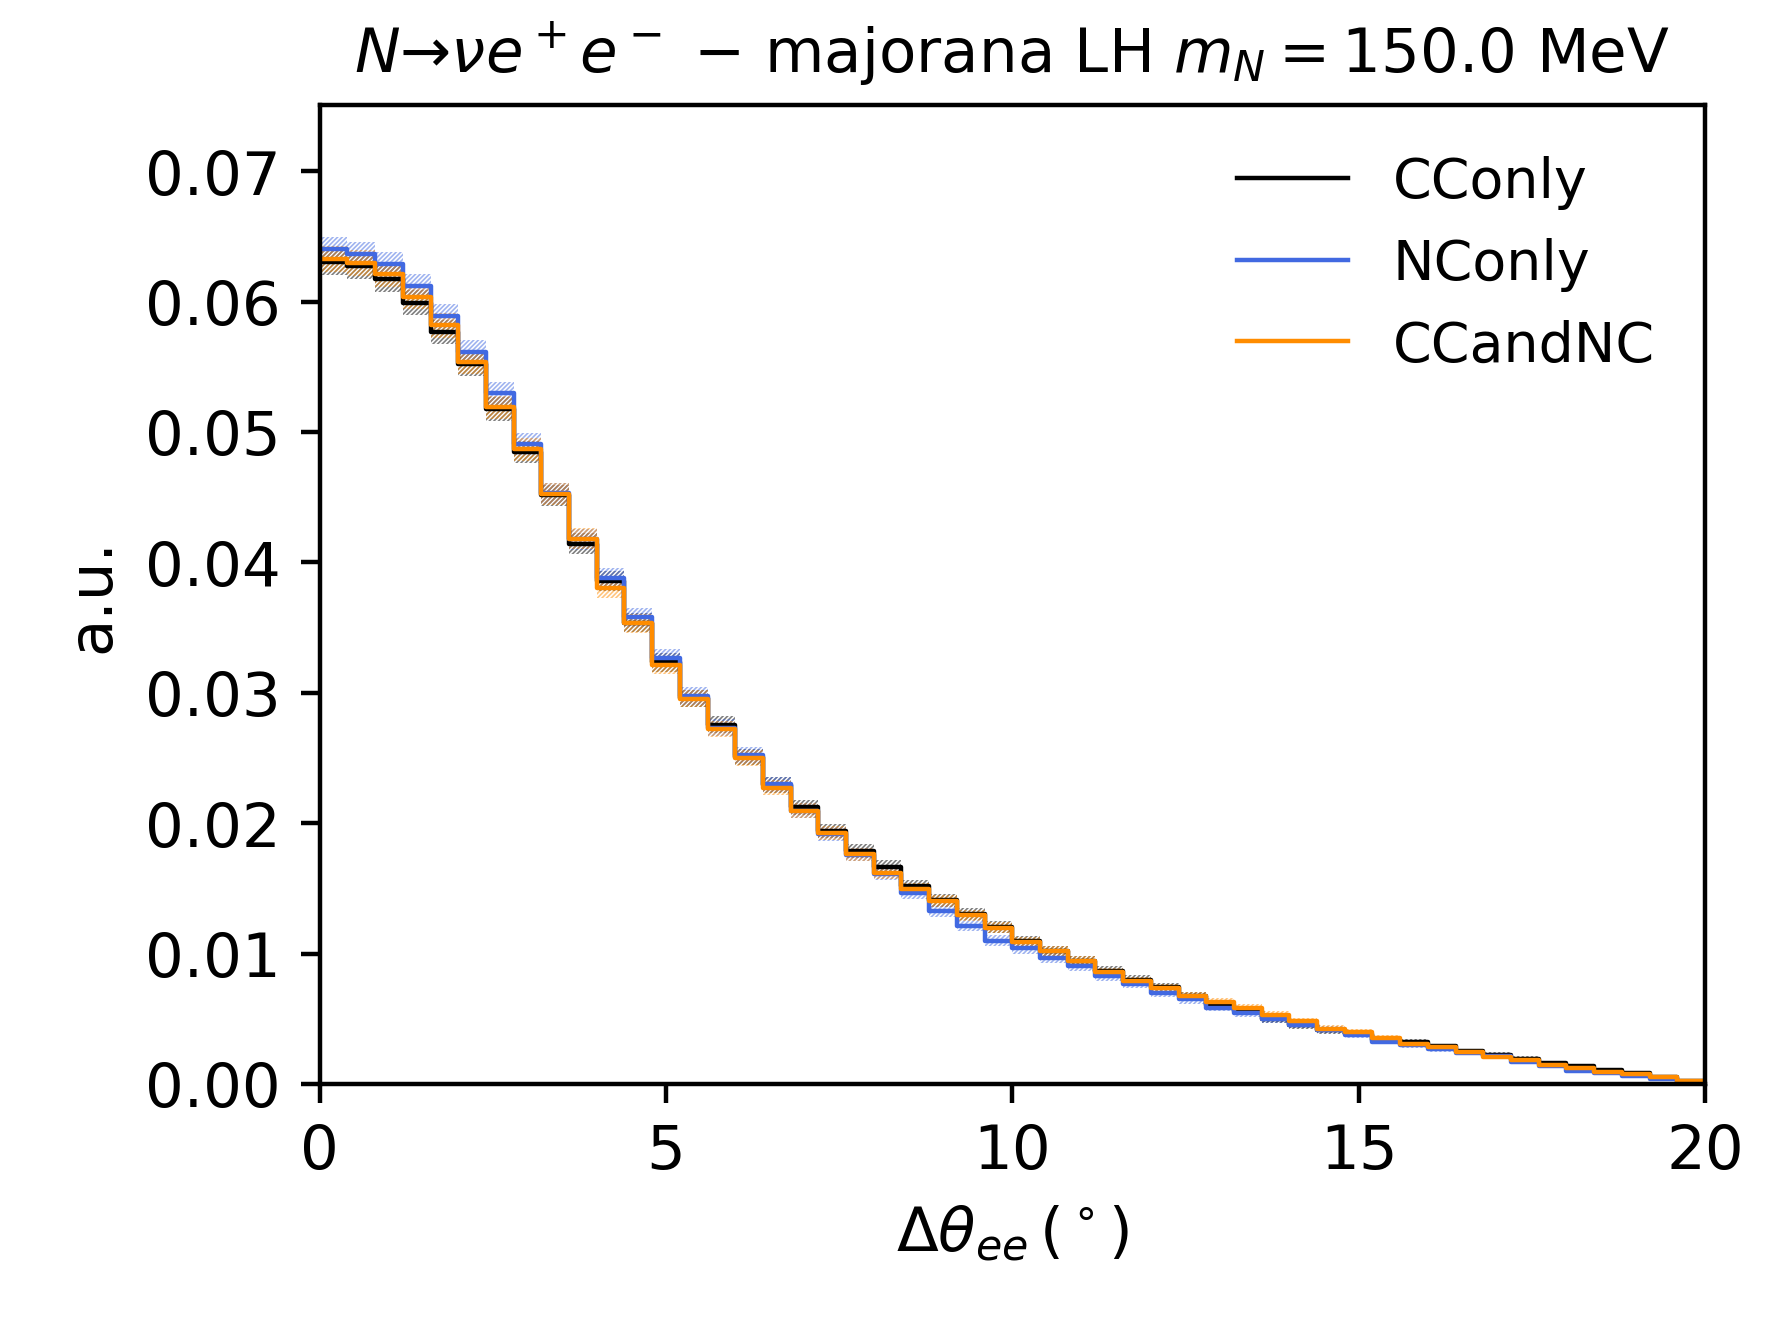 N→νe⁺e⁻ − majorana LH m_N = 150.0 MeV
CConly
NConly
CCandNC
a.u.
0.07
0.06
0.05
0.04
0.03
0.02
0.01
0.00
0 5 10 15 20
Δθ_ee (°)